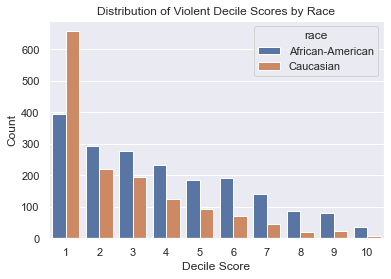 Distribution of Violent Decile Scores by Race
race
African-American
Caucasian
Count
600
500
400
300
200
100
0
1 2 3 4 5 6 7 8 9 10
Decile Score